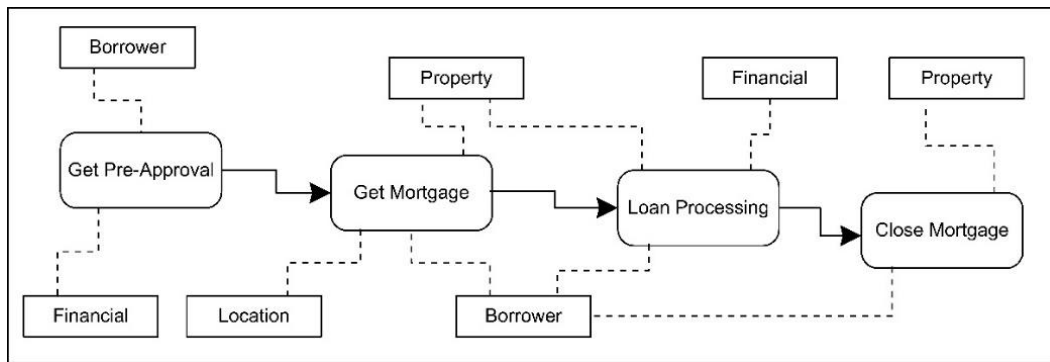 Borrower
Property
Financial
Property
Get Pre-Approval
Get Mortgage
Loan Processing
Close Mortgage
Financial
Location
Borrower